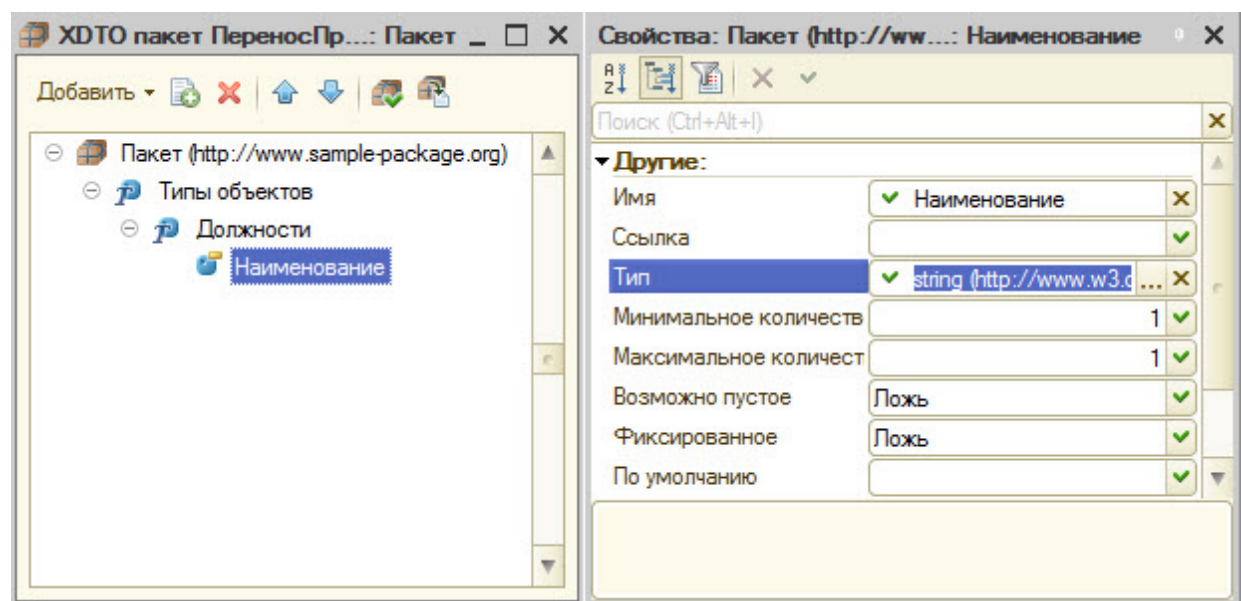 XDTO пакет ПереносПр...: Пакет
Добавить
Пакет (http://www.sample-package.org)
Типы объектов
Должности
Наименование
Свойства: Пакет (http://ww...: Наименование
Поиск (Ctrl+Alt+I)
Другие:
Имя Наименование
Ссылка
Тип string (http://www.w3.o ...
Минимальное количеств 1
Максимальное количест 1
Возможно пустое Ложь
Фиксированное Ложь
По умолчанию